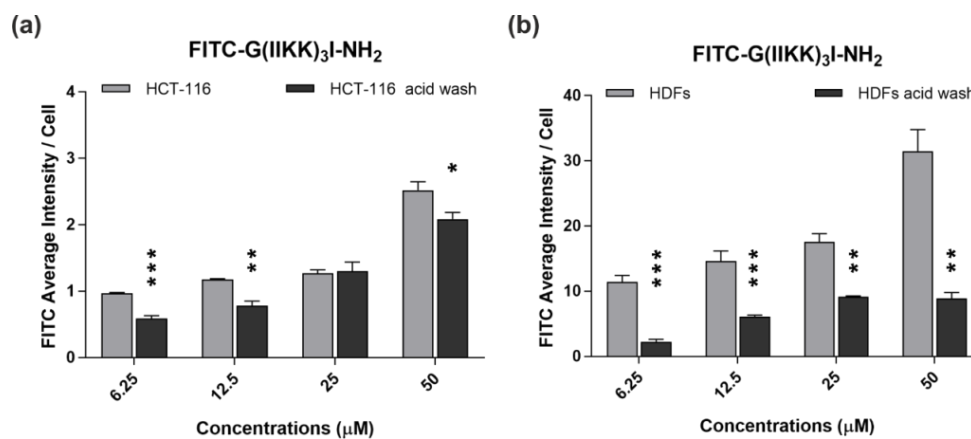 (a)
FITC-G(IIKK)₃I-NH₂
HCT-116
HCT-116 acid wash
FITC Average Intensity / Cell
4
3
2
1
0
***
**
*
6.25
12.5
25
50
Concentrations (μM)
(b)
FITC-G(IIKK)₃I-NH₂
HDFs
HDFs acid wash
FITC Average Intensity / Cell
40
30
20
10
0
***
***
**
**
6.25
12.5
25
50
Concentrations (μM)